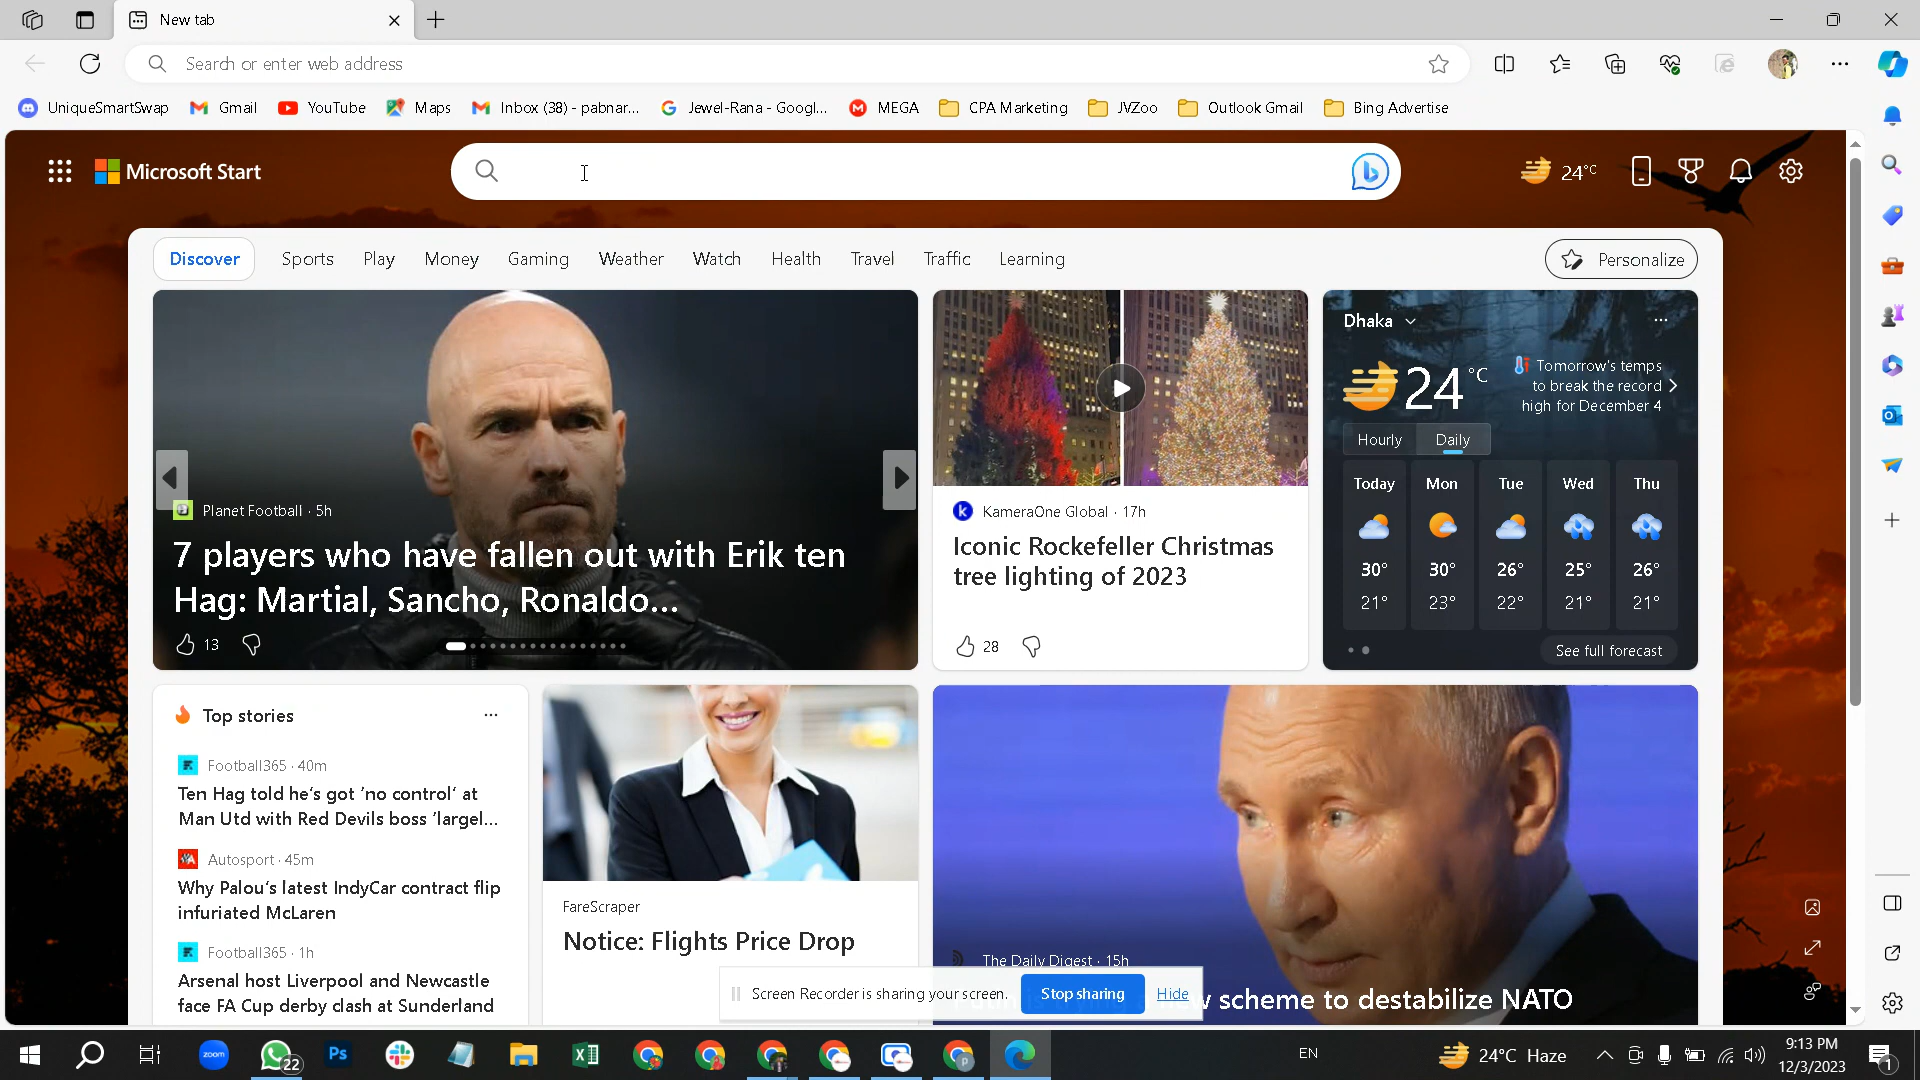 New tab
Search or enter web address
UniqueSmartSwap
Gmail
YouTube
Maps
Inbox (38) - pabnar...
Jewel-Rana - Googl...
MEGA
CPA Marketing
JVZoo
Outlook Gmail
Bing Advertise
Microsoft Start
24°C
Discover
Sports
Play
Money
Gaming
Weather
Watch
Health
Travel
Traffic
Learning
Personalize
Planet Football · 5h
7 players who have fallen out with Erik ten
Hag: Martial, Sancho, Ronaldo...
13
KameraOne Global · 17h
Iconic Rockefeller Christmas
tree lighting of 2023
28
Dhaka
24 °C
Tomorrow's temps
to break the record
high for December 4
Hourly
Daily
Today Mon Tue Wed Thu
30° 30° 26° 25° 26°
21° 23° 22° 21° 21°
See full forecast
Top stories
Football365 · 40m
Ten Hag told he's got 'no control' at
Man Utd with Red Devils boss 'largel...
Autosport · 45m
Why Palou's latest IndyCar contract flip
infuriated McLaren
Football365 · 1h
Arsenal host Liverpool and Newcastle
face FA Cup derby clash at Sunderland
FareScraper
Notice: Flights Price Drop
The Daily Digest · 15h
scheme to destabilize NATO
Screen Recorder is sharing your screen.
Stop sharing
Hide
zoom
22
Ps
EN
24°C Haze
9:13 PM
12/3/2023
1